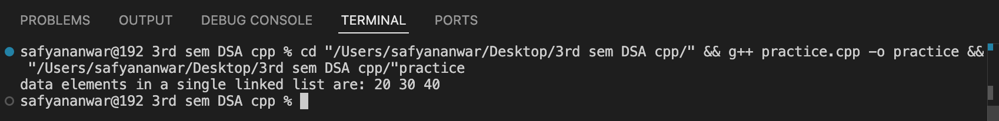 PROBLEMS OUTPUT DEBUG CONSOLE TERMINAL PORTS
safyananwar@192 3rd sem DSA cpp % cd "/Users/safyananwar/Desktop/3rd sem DSA cpp/" && g++ practice.cpp -o practice &&
"/Users/safyananwar/Desktop/3rd sem DSA cpp/"practice
data elements in a single linked list are: 20 30 40
safyananwar@192 3rd sem DSA cpp %